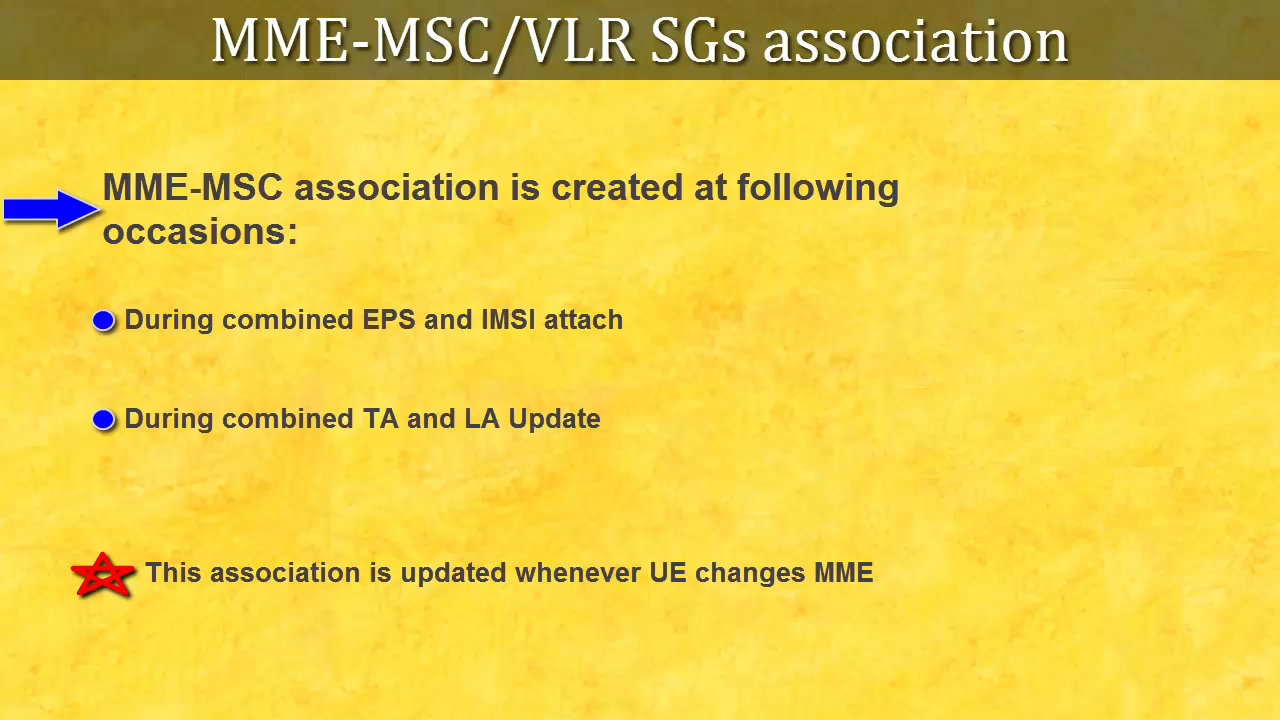 MME-MSC/VLR SGs association
MME-MSC association is created at following
occasions:
During combined EPS and IMSI attach
During combined TA and LA Update
This association is updated whenever UE changes MME